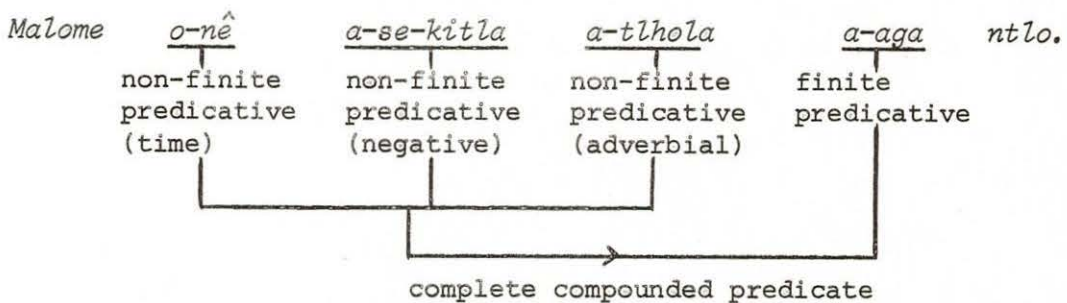 Malome o-nê a-se-kitla a-tlhola a-aga ntlo.
non-finite non-finite non-finite finite
predicative predicative predicative predicative
(time) (negative) (adverbial)
complete compounded predicate